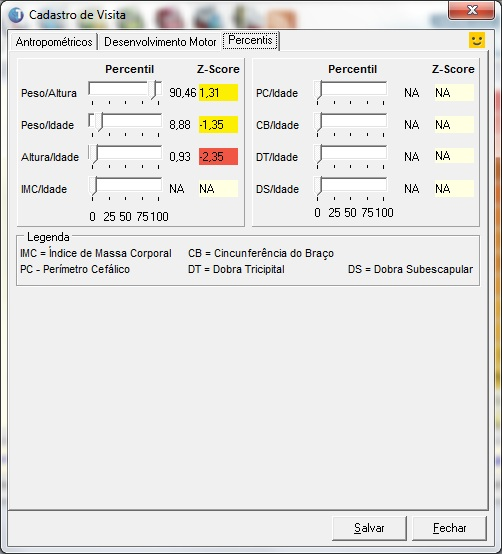 Cadastro de Visita
Antropométricos Desenvolvimento Motor Percentis
Percentil Z-Score
Peso/Altura 90,46 1,31
Peso/Idade 8,88 -1,35
Altura/Idade 0,93 -2,35
IMC/Idade NA NA
0 25 50 75 100
Percentil Z-Score
PC/Idade NA NA
CB/Idade NA NA
DT/Idade NA NA
DS/Idade NA NA
0 25 50 75 100
Legenda
IMC = Índice de Massa Corporal CB = Cincunferência do Braço
PC - Perímetro Cefálico DT = Dobra Tricipital DS = Dobra Subescapular
Salvar Fechar